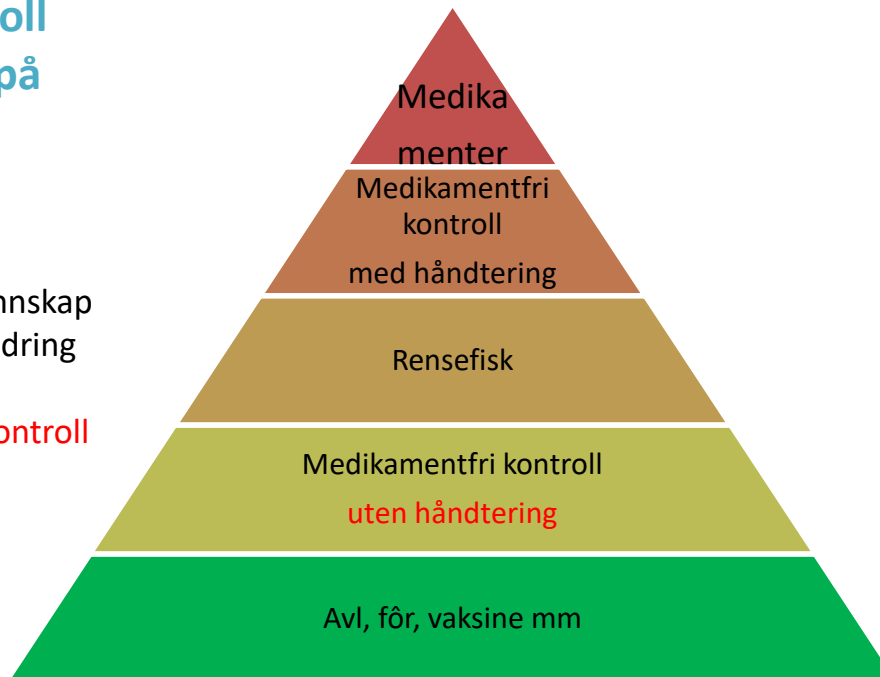 oll
på
nnskap
dring
ontroll
Medika
menter
Medikamentfri
kontroll
med håndtering
Rensefisk
Medikamentfri kontroll
uten håndtering
Avl, fôr, vaksine mm